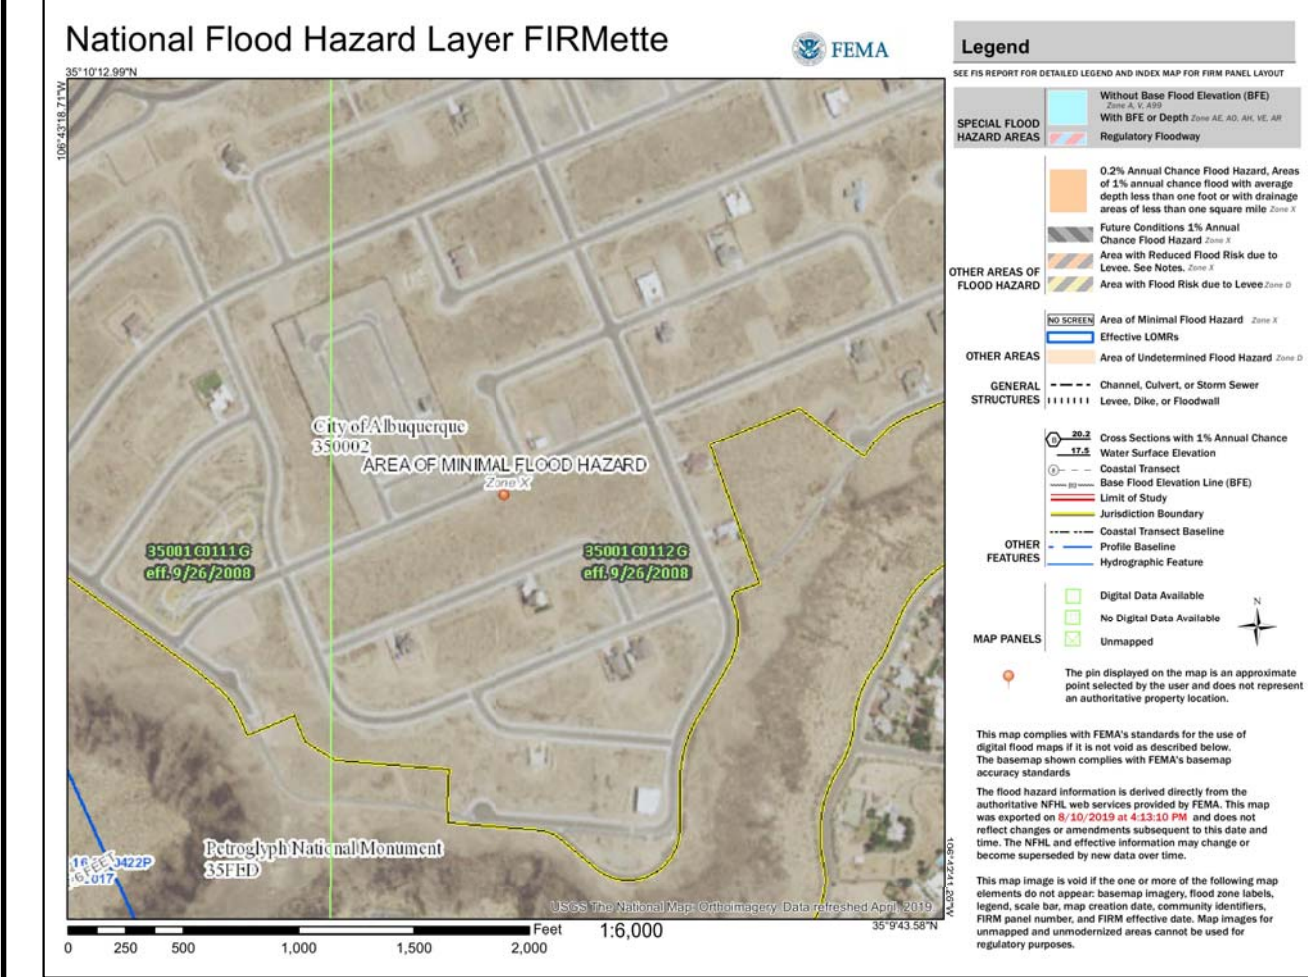 National Flood Hazard Layer FIRMette
FEMA
35°10'12.99"N
106°43'18.71"W
City of Albuquerque
350002
AREA OF MINIMAL FLOOD HAZARD
Zone X
35001C0111G
eff. 9/26/2008
35001C0112G
eff. 9/26/2008
Petroglyph National Monument
35FED
0422P
2017
6 FEET
USGS The National Map: Orthoimagery. Data refreshed April, 2019.
106°42'41.26"W
35°9'43.58"N
0 250 500 1,000 1,500 2,000
Feet
1:6,000
Legend
SEE FIS REPORT FOR DETAILED LEGEND AND INDEX MAP FOR FIRM PANEL LAYOUT
SPECIAL FLOOD
HAZARD AREAS
Without Base Flood Elevation (BFE)
Zone A, V, A99
With BFE or Depth Zone AE, AO, AH, VE, AR
Regulatory Floodway
OTHER AREAS OF
FLOOD HAZARD
0.2% Annual Chance Flood Hazard, Areas
of 1% annual chance flood with average
depth less than one foot or with drainage
areas of less than one square mile Zone X
Future Conditions 1% Annual
Chance Flood Hazard Zone X
Area with Reduced Flood Risk due to
Levee. See Notes. Zone X
Area with Flood Risk due to Levee Zone D
OTHER AREAS
NO SCREEN Area of Minimal Flood Hazard Zone X
Effective LOMRs
Area of Undetermined Flood Hazard Zone D
GENERAL
STRUCTURES
Channel, Culvert, or Storm Sewer
Levee, Dike, or Floodwall
OTHER
FEATURES
B 20.2 Cross Sections with 1% Annual Chance
17.5 Water Surface Elevation
8 Coastal Transect
513 Base Flood Elevation Line (BFE)
Limit of Study
Jurisdiction Boundary
Coastal Transect Baseline
Profile Baseline
Hydrographic Feature
MAP PANELS
Digital Data Available
No Digital Data Available
Unmapped
N
The pin displayed on the map is an approximate
point selected by the user and does not represent
an authoritative property location.
This map complies with FEMA's standards for the use of
digital flood maps if it is not void as described below.
The basemap shown complies with FEMA's basemap
accuracy standards
The flood hazard information is derived directly from the
authoritative NFHL web services provided by FEMA. This map
was exported on 8/10/2019 at 4:13:10 PM and does not
reflect changes or amendments subsequent to this date and
time. The NFHL and effective information may change or
become superseded by new data over time.
This map image is void if the one or more of the following map
elements do not appear: basemap imagery, flood zone labels,
legend, scale bar, map creation date, community identifiers,
FIRM panel number, and FIRM effective date. Map images for
unmapped and unmodernized areas cannot be used for
regulatory purposes.